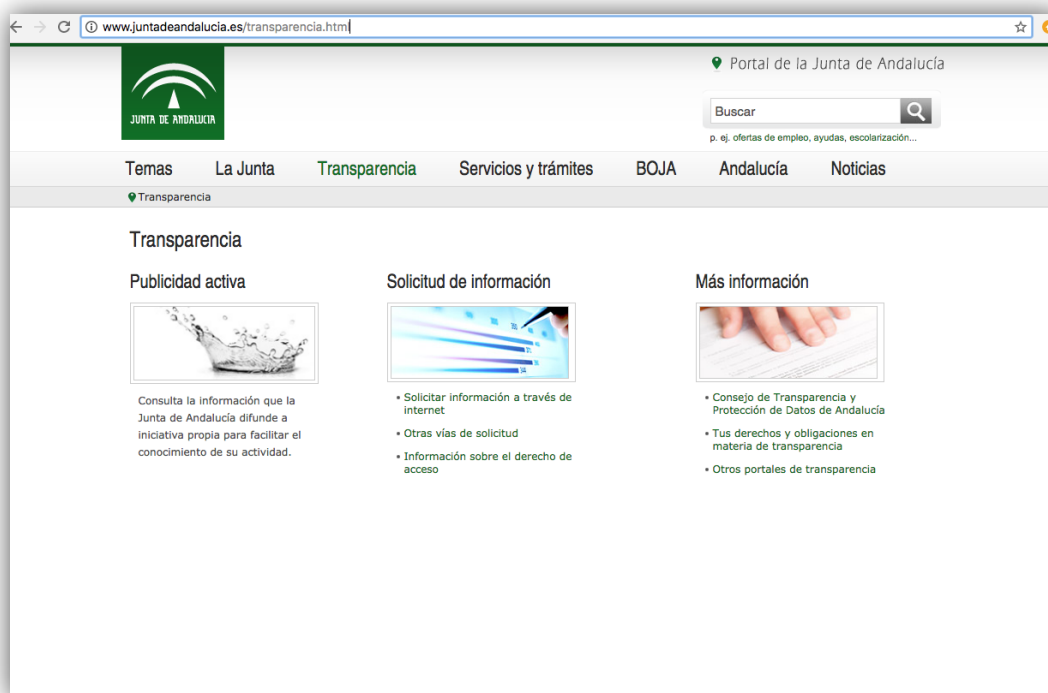 www.juntadeandalucia.es/transparencia.html
JUNTA DE ANDALUCIA
Portal de la Junta de Andalucía
Buscar
p. ej. ofertas de empleo, ayudas, escolarización...
Temas La Junta Transparencia Servicios y trámites BOJA Andalucía Noticias
Transparencia
Transparencia
Publicidad activa
Consulta la información que la
Junta de Andalucía difunde a
iniciativa propia para facilitar el
conocimiento de su actividad.
Solicitud de información
• Solicitar información a través de
internet
• Otras vías de solicitud
• Información sobre el derecho de
acceso
Más información
• Consejo de Transparencia y
Protección de Datos de Andalucía
• Tus derechos y obligaciones en
materia de transparencia
• Otros portales de transparencia